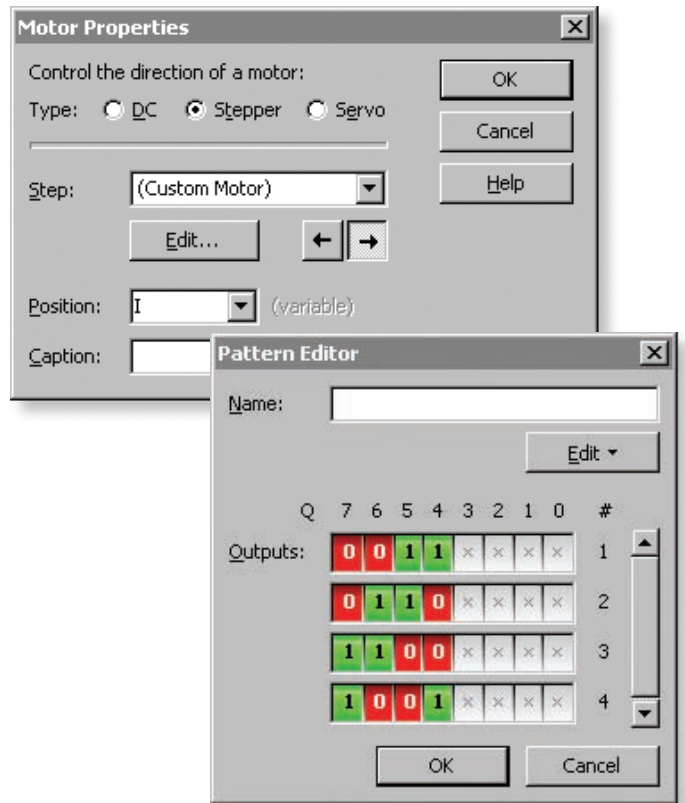 Motor Properties
Control the direction of a motor:
OK
Type: DC Stepper Servo
Cancel
Step: (Custom Motor)
Help
Edit... ← →
Position: I (variable)
Caption:
Pattern Editor
Name:
Edit
Q 7 6 5 4 3 2 1 0 #
Outputs: 0 0 1 1 × × × × 1
0 1 1 0 × × × × 2
1 1 0 0 × × × × 3
1 0 0 1 × × × × 4
OK Cancel